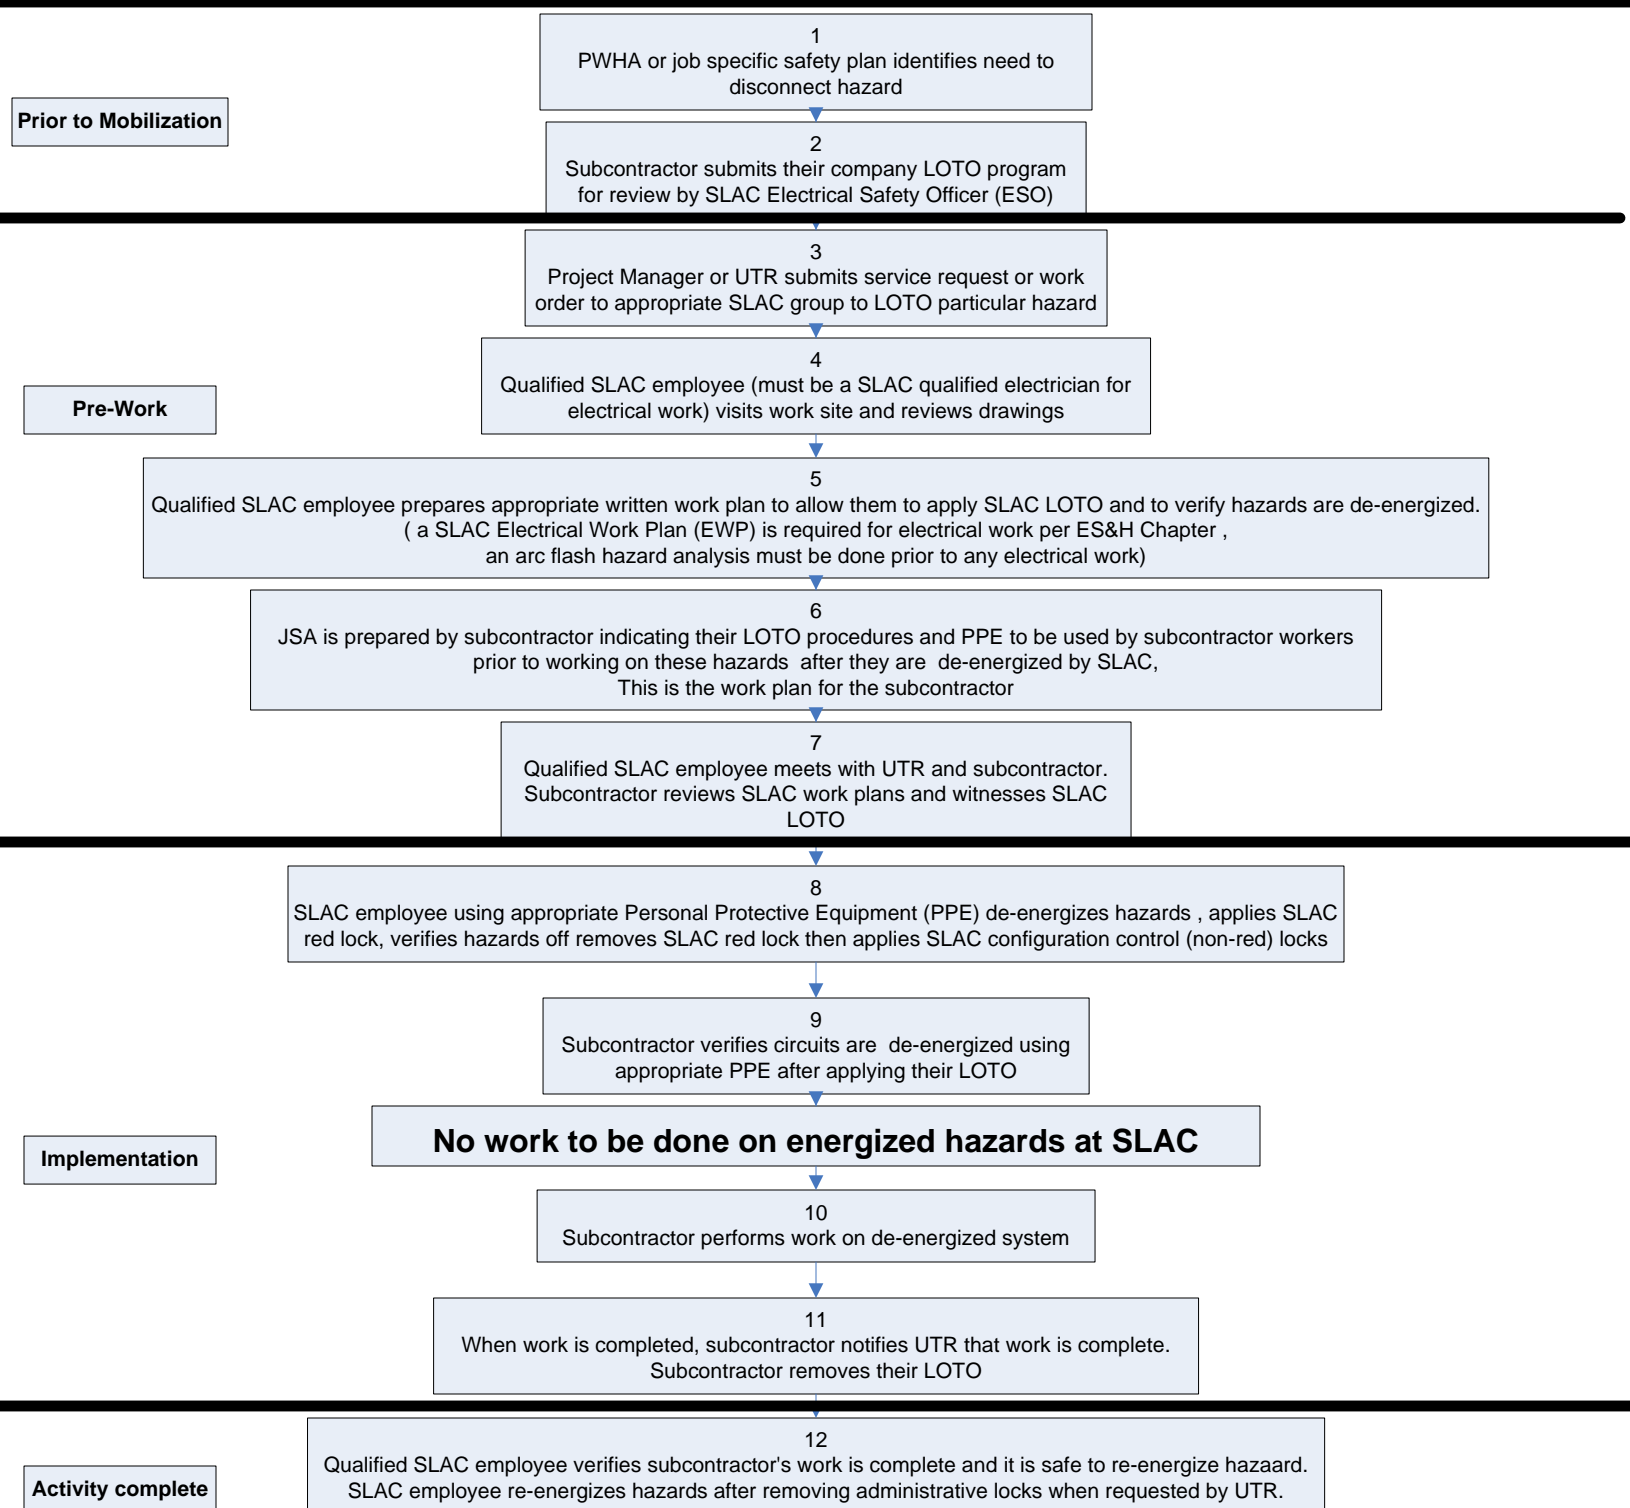 1
PWHA or job specific safety plan identifies need to
disconnect hazard
Prior to Mobilization
2
Subcontractor submits their company LOTO program
for review by SLAC Electrical Safety Officer (ESO)
3
Project Manager or UTR submits service request or work
order to appropriate SLAC group to LOTO particular hazard
4
Qualified SLAC employee (must be a SLAC qualified electrician for
electrical work) visits work site and reviews drawings
Pre-Work
5
Qualified SLAC employee prepares appropriate written work plan to allow them to apply SLAC LOTO and to verify hazards are de-energized.
( a SLAC Electrical Work Plan (EWP) is required for electrical work per ES&H Chapter ,
an arc flash hazard analysis must be done prior to any electrical work)
6
JSA is prepared by subcontractor indicating their LOTO procedures and PPE to be used by subcontractor workers
prior to working on these hazards  after they are  de-energized by SLAC,
This is the work plan for the subcontractor
7
Qualified SLAC employee meets with UTR and subcontractor.
Subcontractor reviews SLAC work plans and witnesses SLAC
LOTO
8
SLAC employee using appropriate Personal Protective Equipment (PPE) de-energizes hazards , applies SLAC
red lock, verifies hazards off removes SLAC red lock then applies SLAC configuration control (non-red) locks
9
Subcontractor verifies circuits are  de-energized using
appropriate PPE after applying their LOTO
No work to be done on energized hazards at SLAC
Implementation
10
Subcontractor performs work on de-energized system
11
When work is completed, subcontractor notifies UTR that work is complete.
Subcontractor removes their LOTO
12
Qualified SLAC employee verifies subcontractor's work is complete and it is safe to re-energize hazaard.
SLAC employee re-energizes hazards after removing administrative locks when requested by UTR.
Activity complete